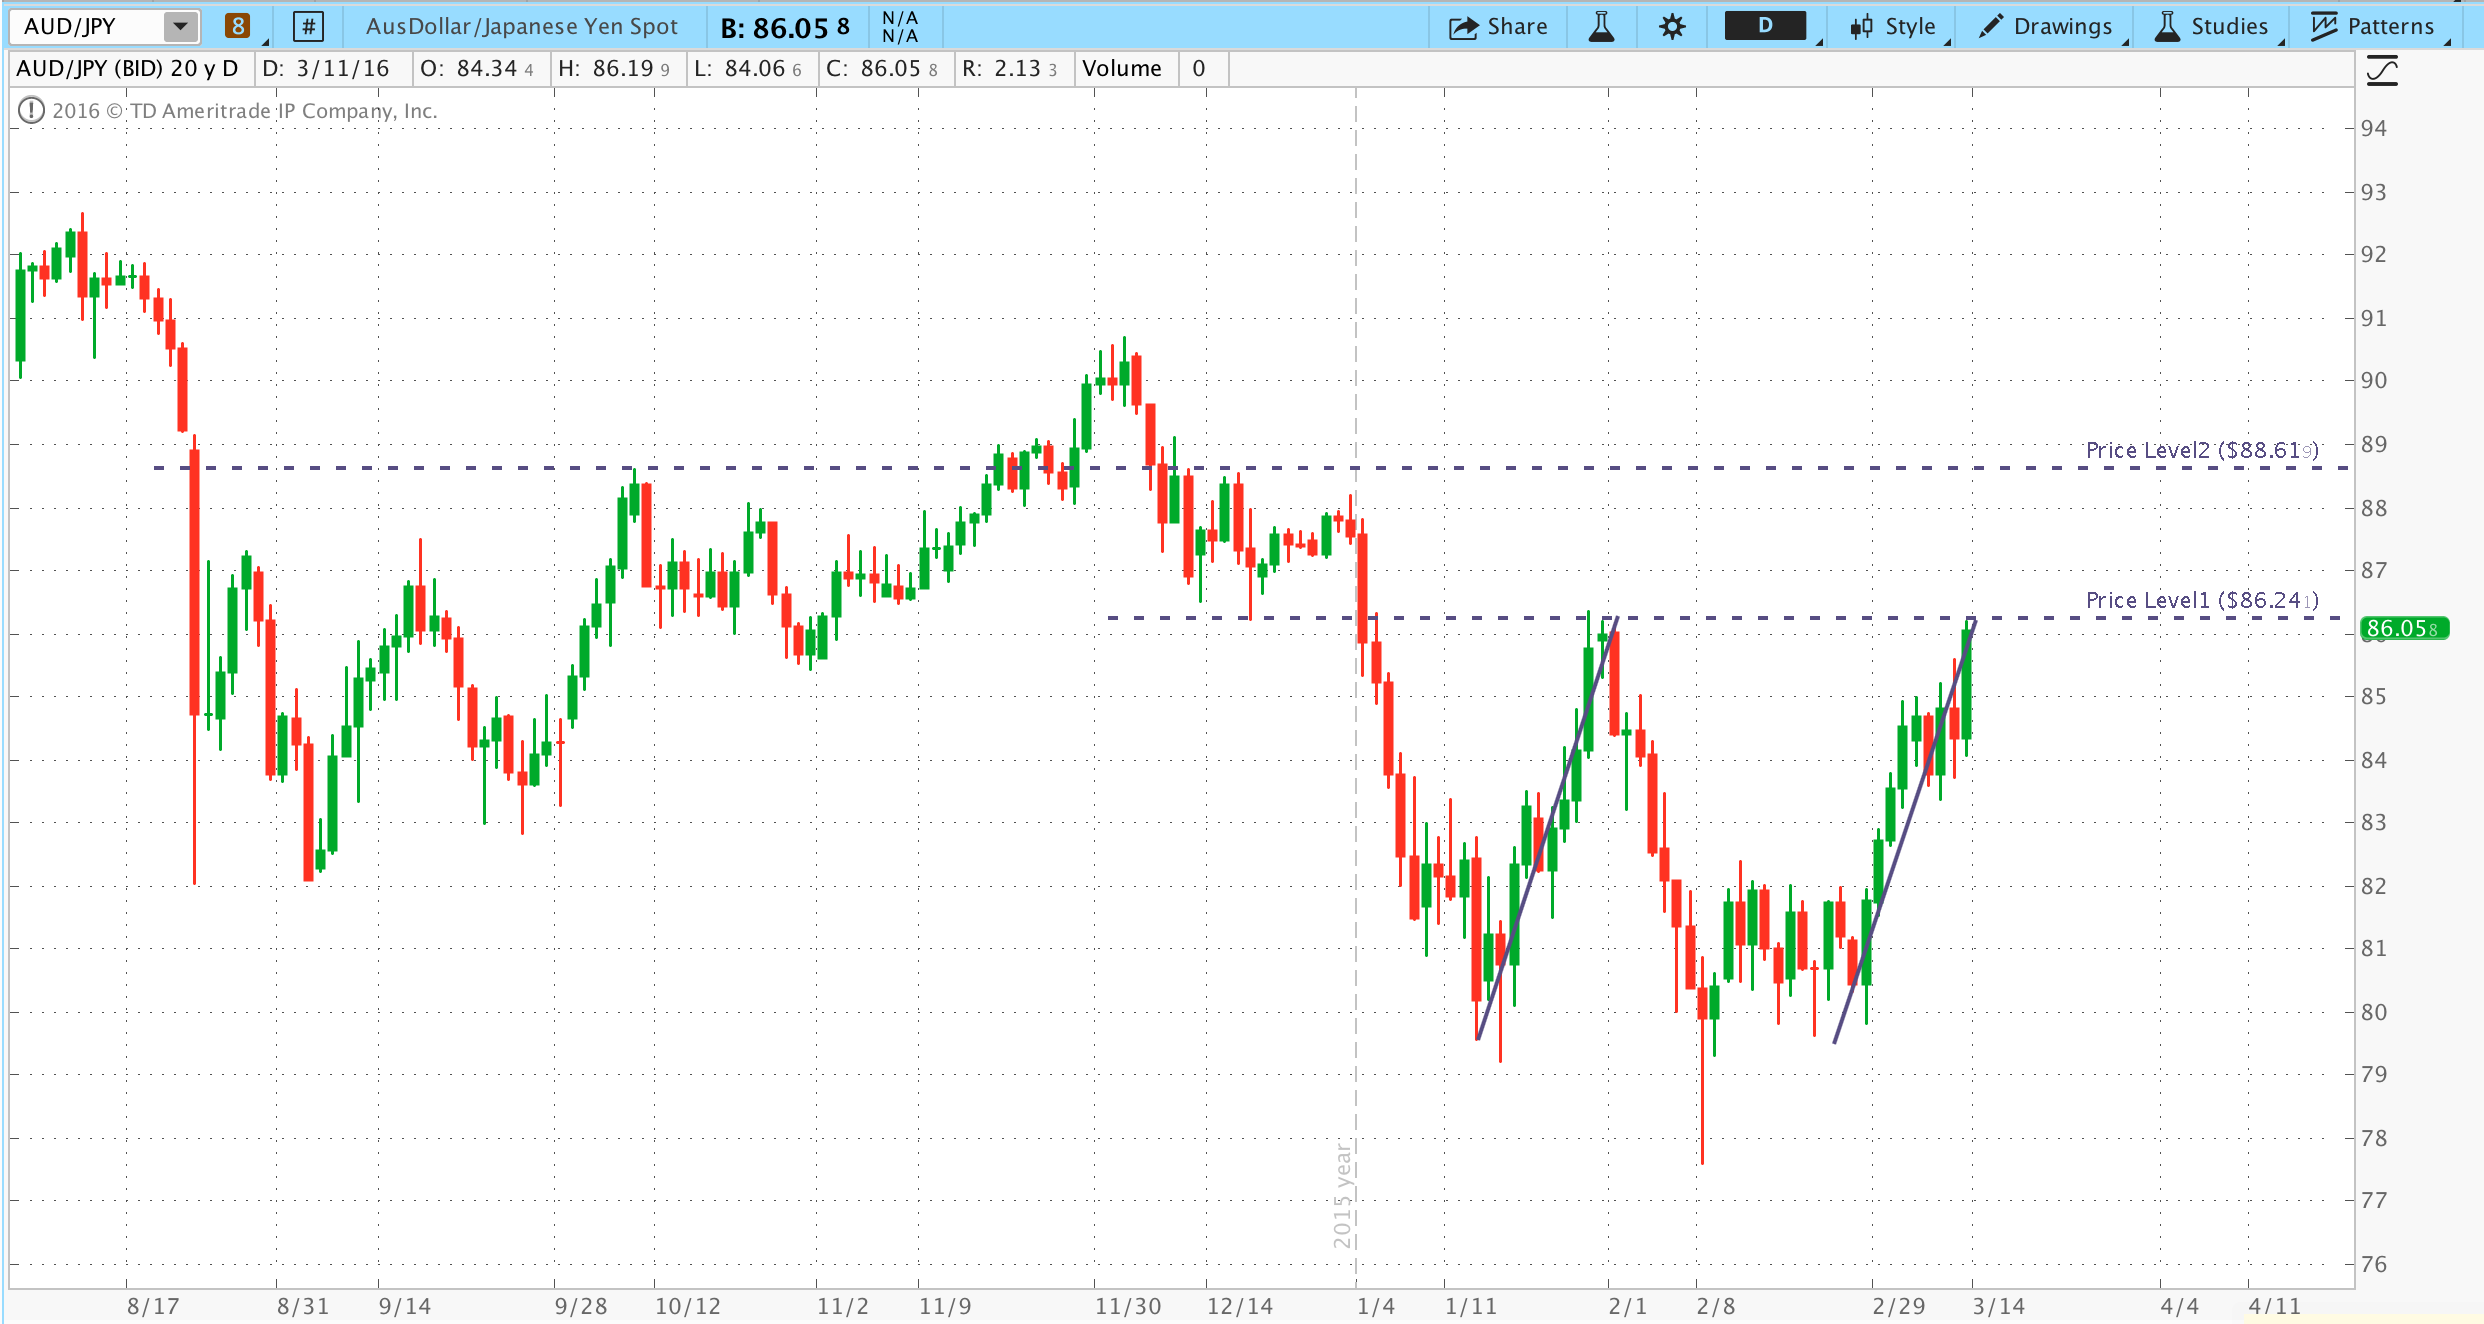 AUD/JPY 8 # AusDollar/Japanese Yen Spot B: 86.05 8 N/A N/A Share D Style Drawings Studies Patterns
AUD/JPY (BID) 20 y D D: 3/11/16 O: 84.34 4 H: 86.19 9 L: 84.06 6 C: 86.05 8 R: 2.13 3 Volume 0
2016 © TD Ameritrade IP Company, Inc.
94
93
92
91
90
89
Price Level2 ($88.619)
88
87
Price Level1 ($86.241)
86.058
85
84
83
82
81
80
79
78
77
76
2015 year
8/17 8/31 9/14 9/28 10/12 11/2 11/9 11/30 12/14 1/4 1/11 2/1 2/8 2/29 3/14 4/4 4/11